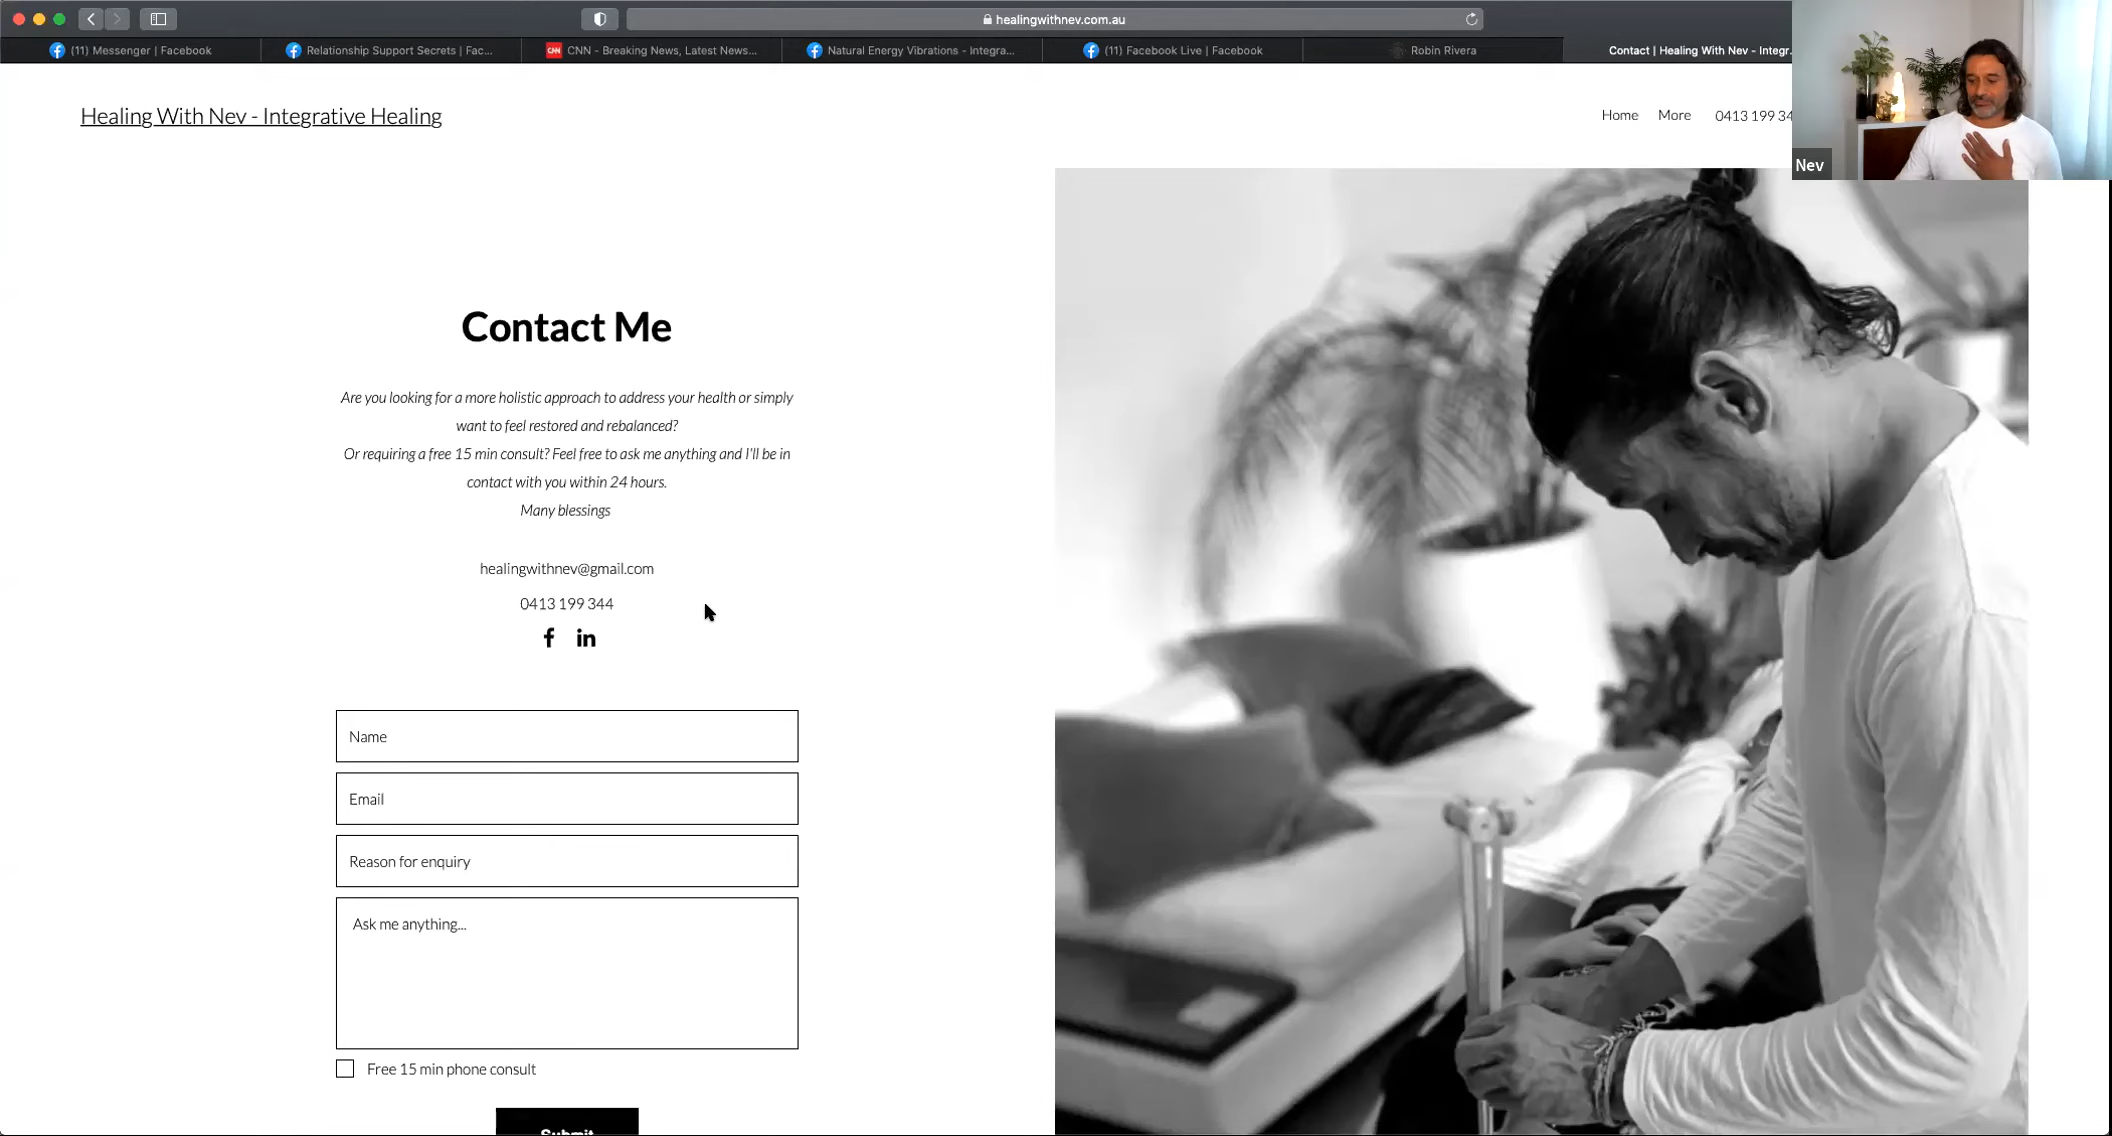 healingwithnev.com.au
(11) Messenger | Facebook
Relationship Support Secrets | Fac...
CNN
CNN - Breaking News, Latest News...
Natural Energy Vibrations - Integra...
(11) Facebook Live | Facebook
Robin Rivera
Contact | Healing With Nev - Integr
Healing With Nev - Integrative Healing
Home
More
0413 199 34
Nev
Contact Me
Are you looking for a more holistic approach to address your health or simply
want to feel restored and rebalanced?
Or requiring a free 15 min consult? Feel free to ask me anything and I'll be in
contact with you within 24 hours.
Many blessings
healingwithnev@gmail.com
0413 199 344
Name
Email
Reason for enquiry
Ask me anything...
Free 15 min phone consult
Submit